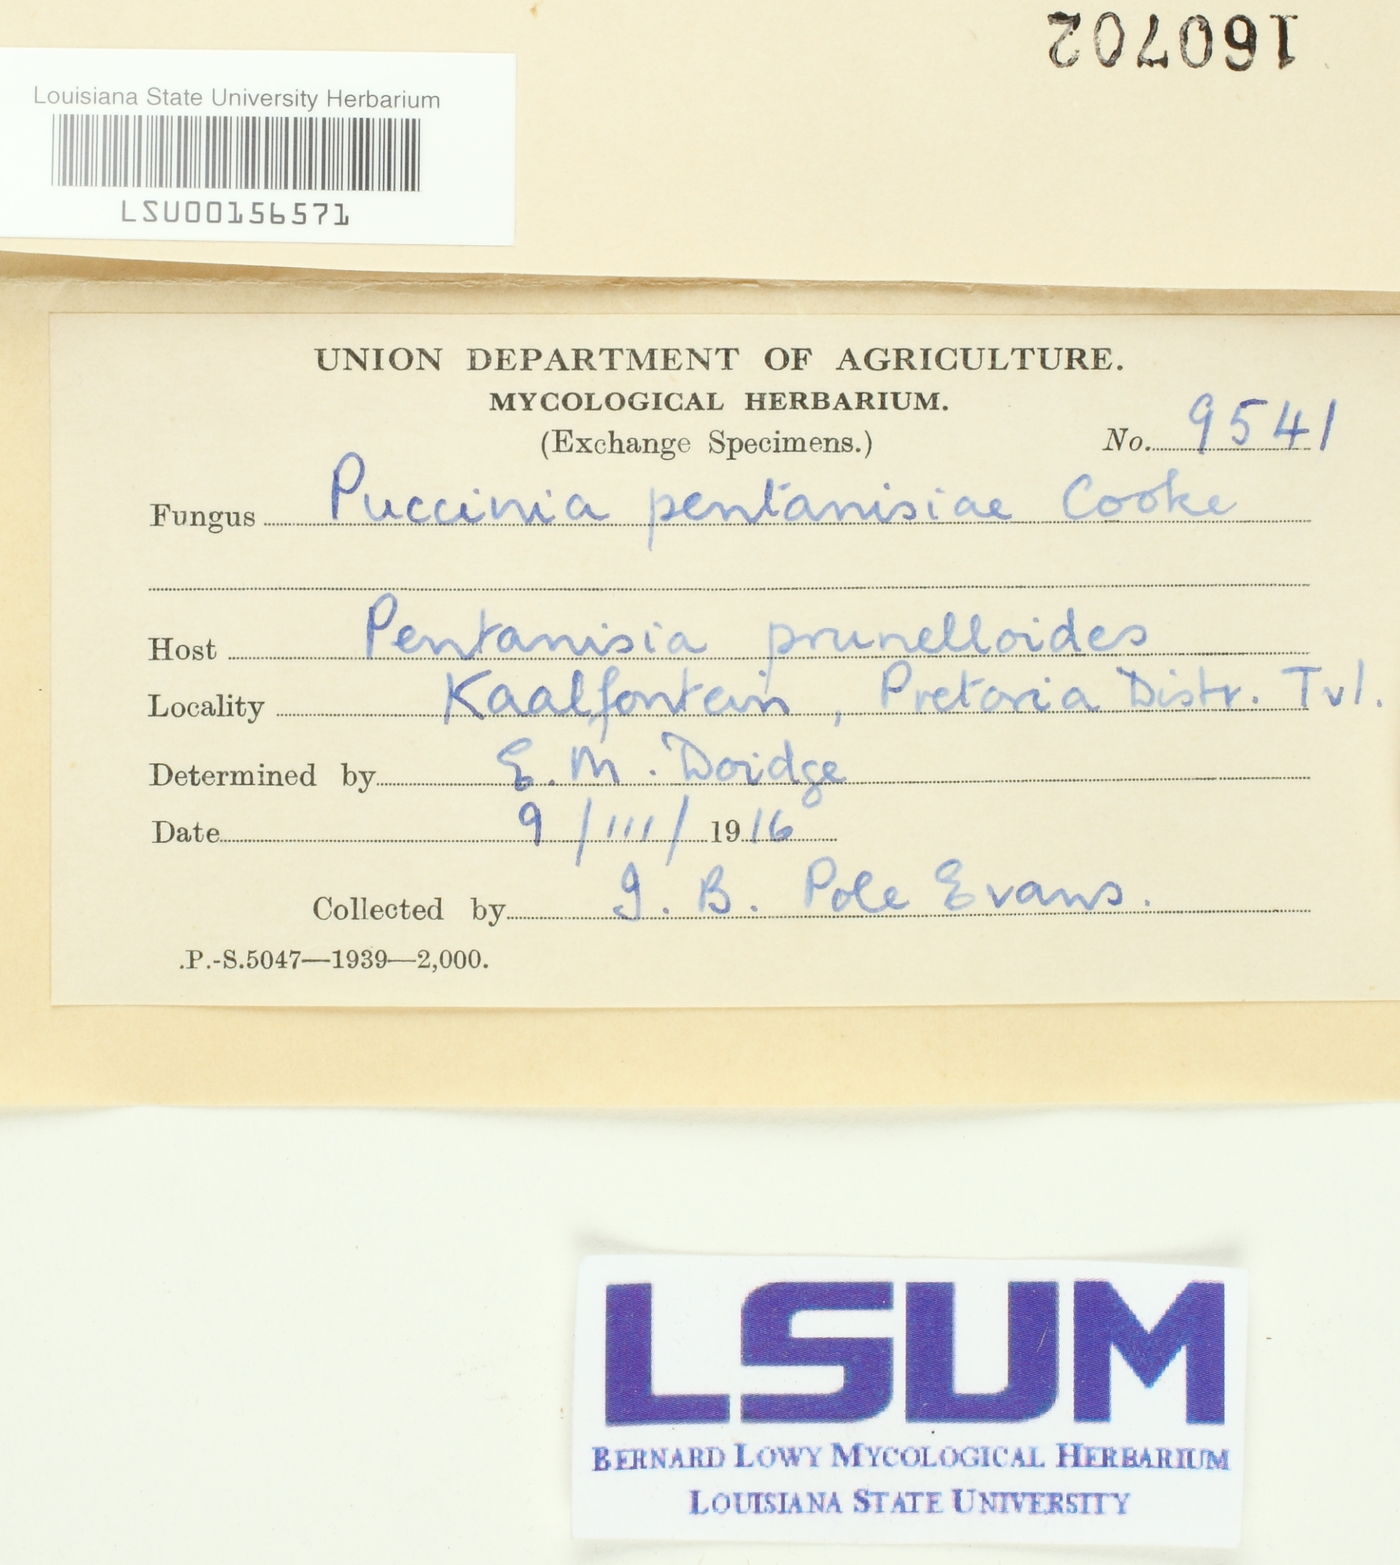 160702
Louisiana State University Herbarium
LSU00156571
UNION DEPARTMENT OF AGRICULTURE.
MYCOLOGICAL HERBARIUM.
(Exchange Specimens.) No. 9541
Fungus Puccinia pentanisiae Cooke
Host Pentanisia prunelloides
Locality Kaalfontein, Pretoria Distr. Tvl.
Determined by E. M. Doidge
Date 9/III/1916
Collected by I. B. Pole Evans.
.P.-S.5047—1939—2,000.
LSUM
BERNARD LOWY MYCOLOGICAL HERBARIUM
LOUISIANA STATE UNIVERSITY